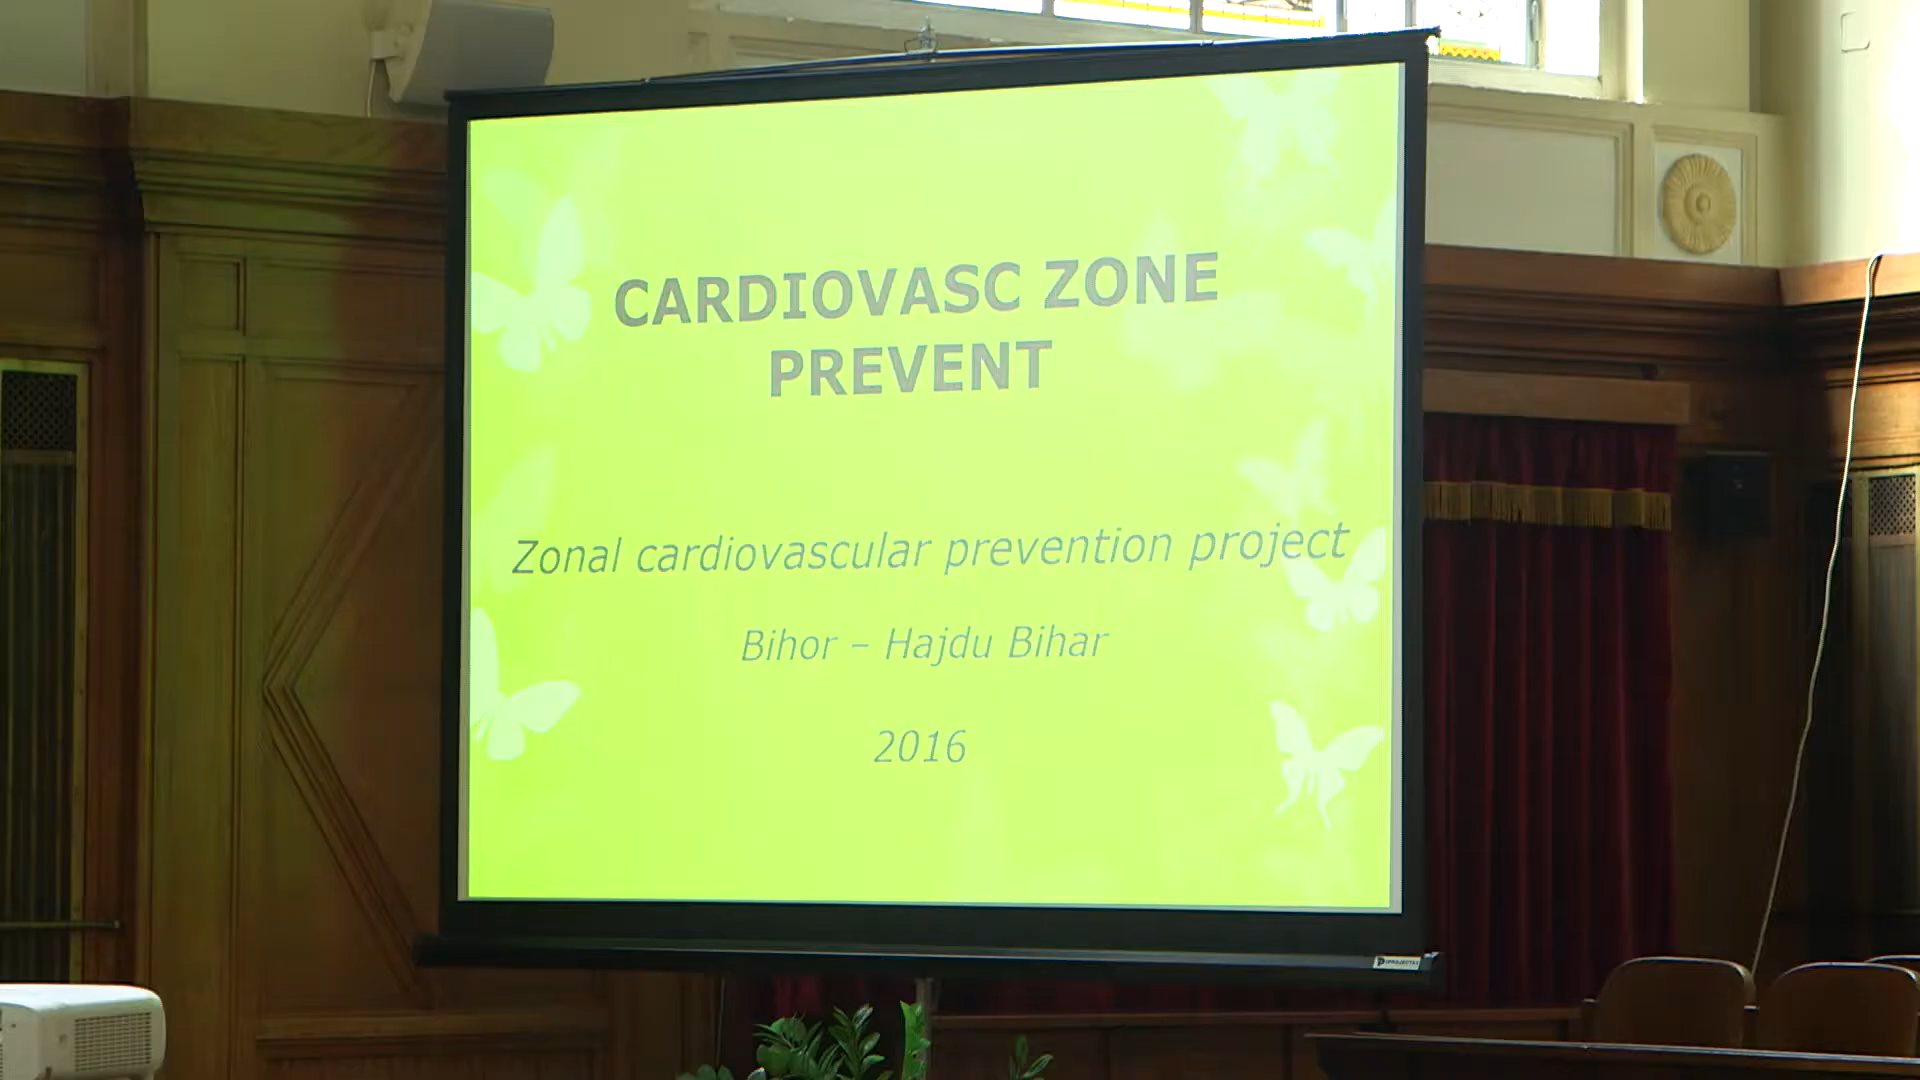 CARDIOVASC ZONE
PREVENT
Zonal cardiovascular prevention project
Bihor – Hajdu Bihar
2016